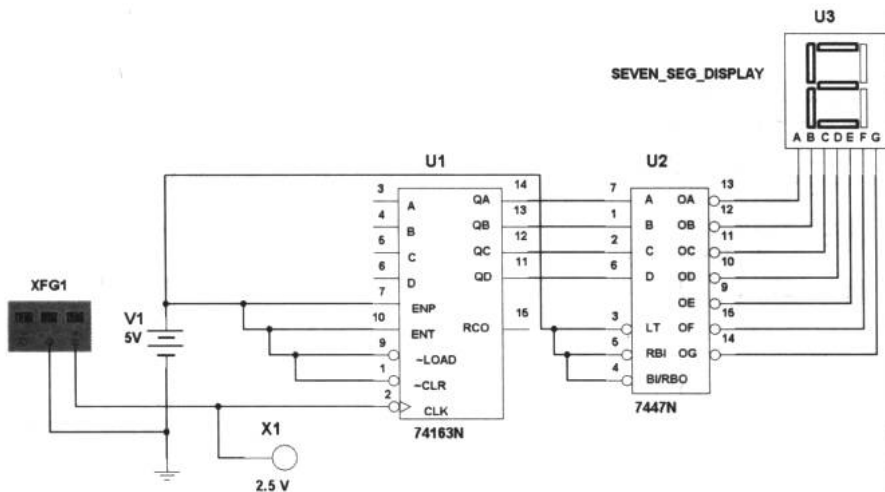 U3
SEVEN_SEG_DISPLAY
A B C D E F G
U1
U2
3 A QA 14
4 B QB 13
5 C QC 12
6 D QD 11
7 ENP
10 ENT RCO 15
9 ~LOAD
1 ~CLR
2 CLK
74163N
7 A OA 13
1 B OB 12
2 C OC 11
6 D OD 10
OE 9
3 LT OF 15
5 RBI OG 14
4 BI/RBO
7447N
XFG1
V1
5V
X1
2.5 V